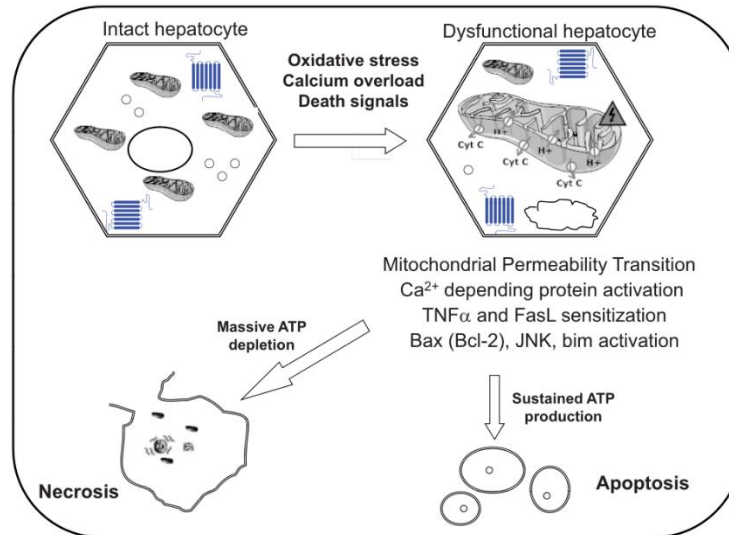 Intact hepatocyte
Dysfunctional hepatocyte
Oxidative stress
Calcium overload
Death signals
Cyt C
H+
H+
H+
Cyt C
Cyt C
Mitochondrial Permeability Transition
Ca²⁺ depending protein activation
TNFα and FasL sensitization
Bax (Bcl-2), JNK, bim activation
Massive ATP
depletion
Sustained ATP
production
Necrosis
Apoptosis